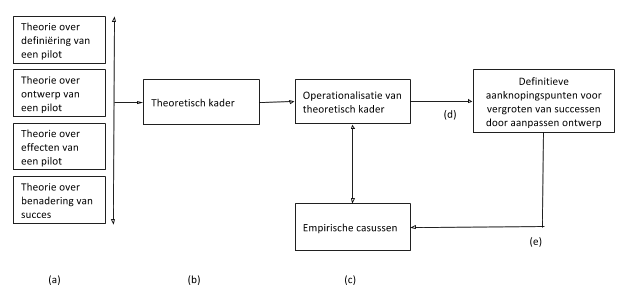 Theorie over
definiëring van
een pilot
Theorie over
ontwerp van
een pilot
Theorie over
effecten van
een pilot
Theorie over
benadering van
succes
Theoretisch kader
Operationalisatie van
theoretisch kader
(d)
Definitieve
aanknopingspunten voor
vergroten van successen
door aanpassen ontwerp
Empirische casussen
(e)
(a)
(b)
(c)